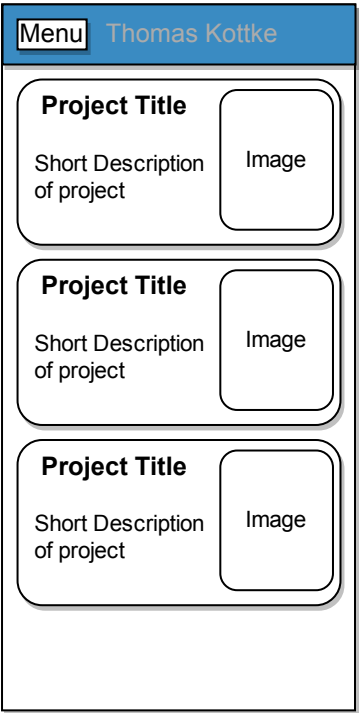 Menu Thomas Kottke
Project Title
Short Description
of project
Image
Project Title
Short Description
of project
Image
Project Title
Short Description
of project
Image